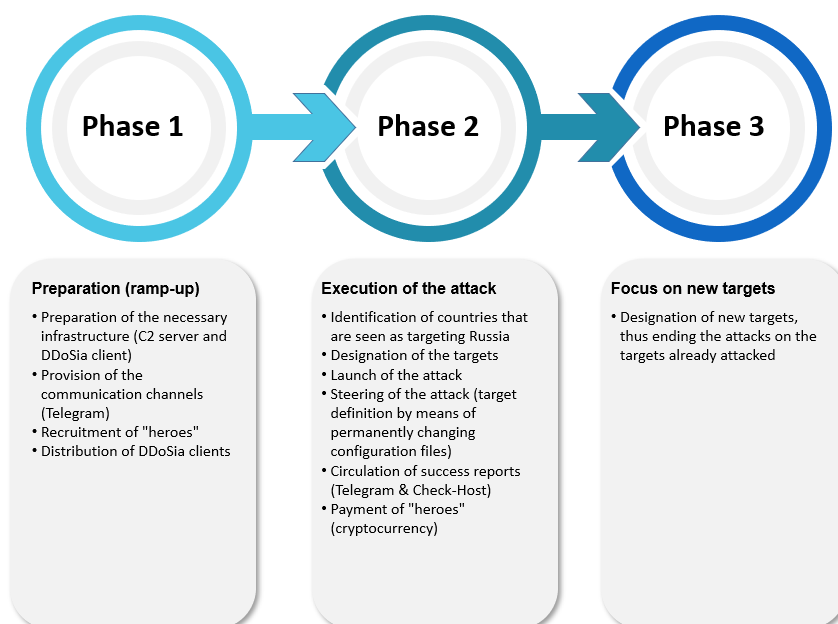 Phase 1
Phase 2
Phase 3
Preparation (ramp-up)
• Preparation of the necessary
infrastructure (C2 server and
DDoSia client)
• Provision of the
communication channels
(Telegram)
• Recruitment of "heroes"
• Distribution of DDoSia clients
Execution of the attack
• Identification of countries that
are seen as targeting Russia
• Designation of the targets
• Launch of the attack
• Steering of the attack (target
definition by means of
permanently changing
configuration files)
• Circulation of success reports
(Telegram & Check-Host)
• Payment of "heroes"
(cryptocurrency)
Focus on new targets
• Designation of new targets,
thus ending the attacks on the
targets already attacked